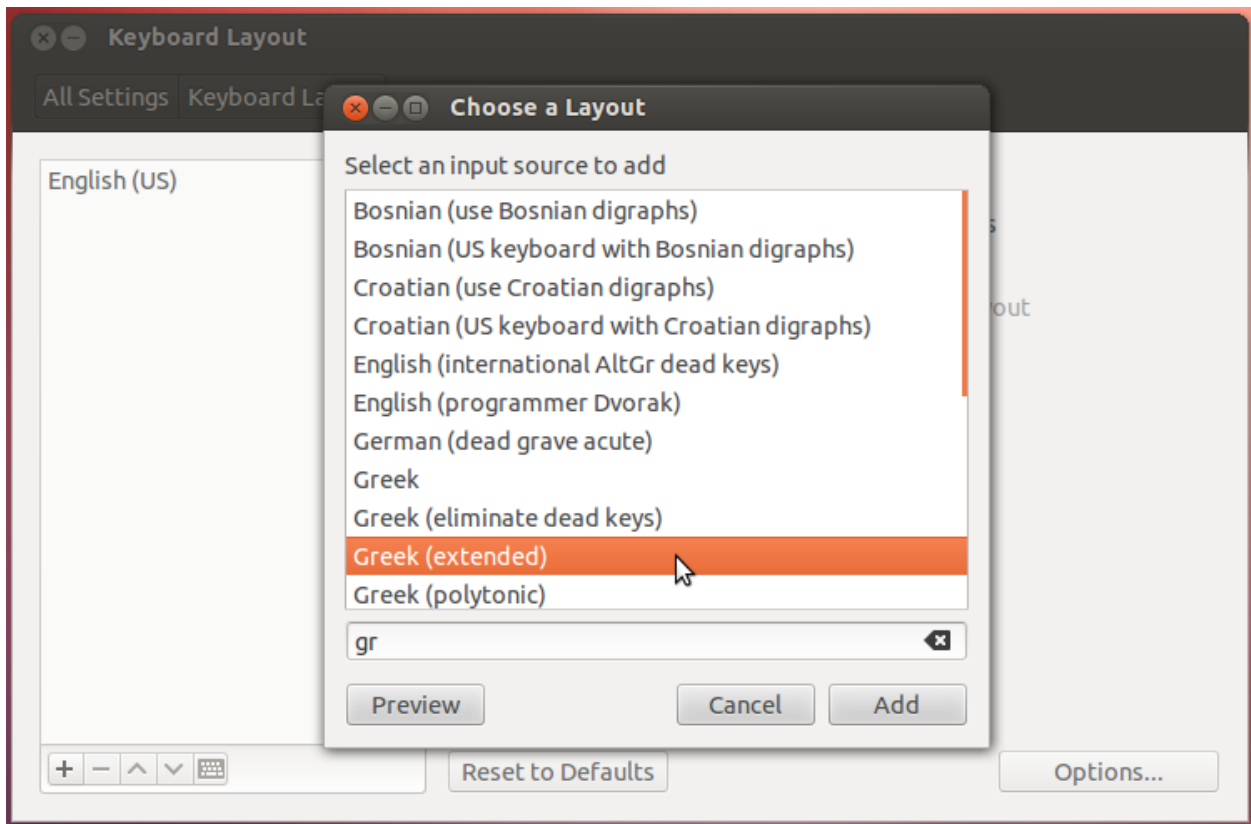 Keyboard Layout
All Settings
Keyboard La
Choose a Layout
Select an input source to add
English (US)
Bosnian (use Bosnian digraphs)
Bosnian (US keyboard with Bosnian digraphs)
Croatian (use Croatian digraphs)
Croatian (US keyboard with Croatian digraphs)
English (international AltGr dead keys)
English (programmer Dvorak)
German (dead grave acute)
Greek
Greek (eliminate dead keys)
Greek (extended)
Greek (polytonic)
gr
Preview
Cancel
Add
s
out
Reset to Defaults
Options...